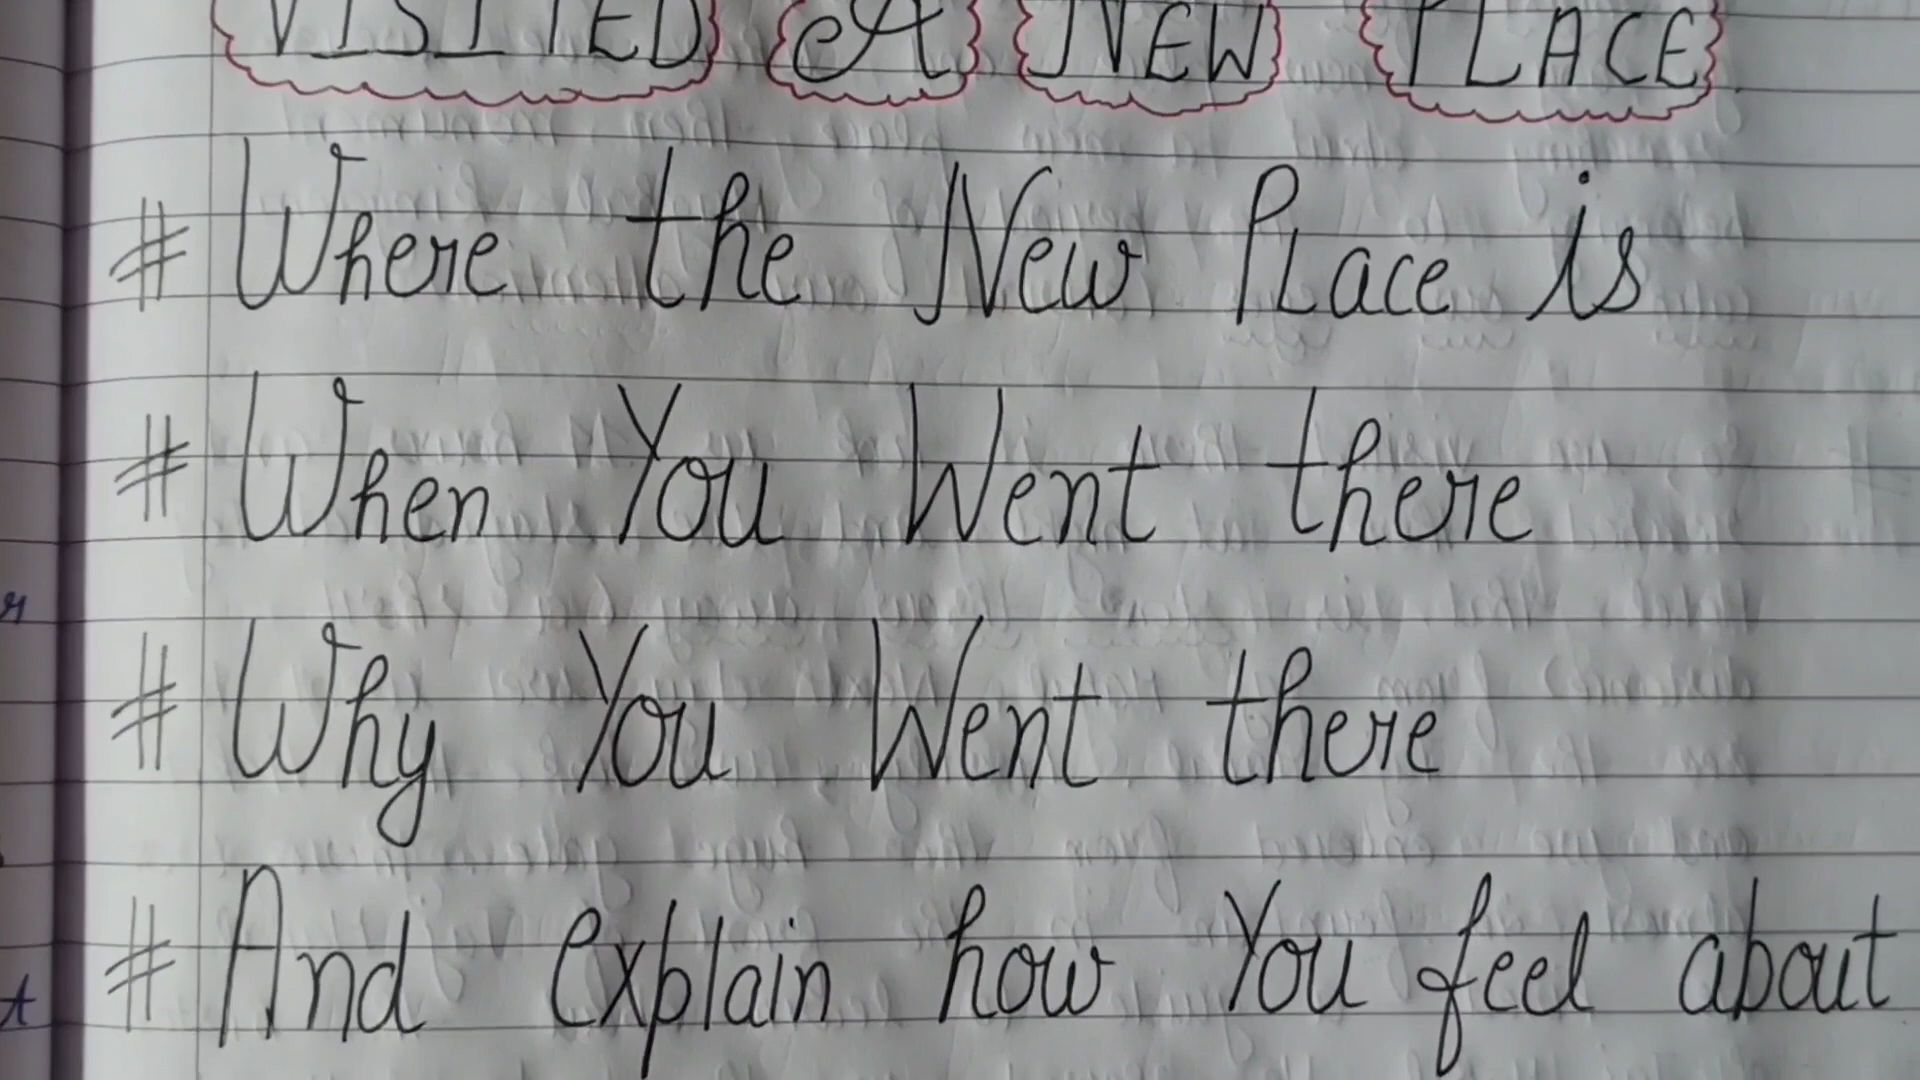 VISITED A NEW PLACE
# Where the New PLace is
# When You Went there
# Why You Went there
# And explain how You feel about